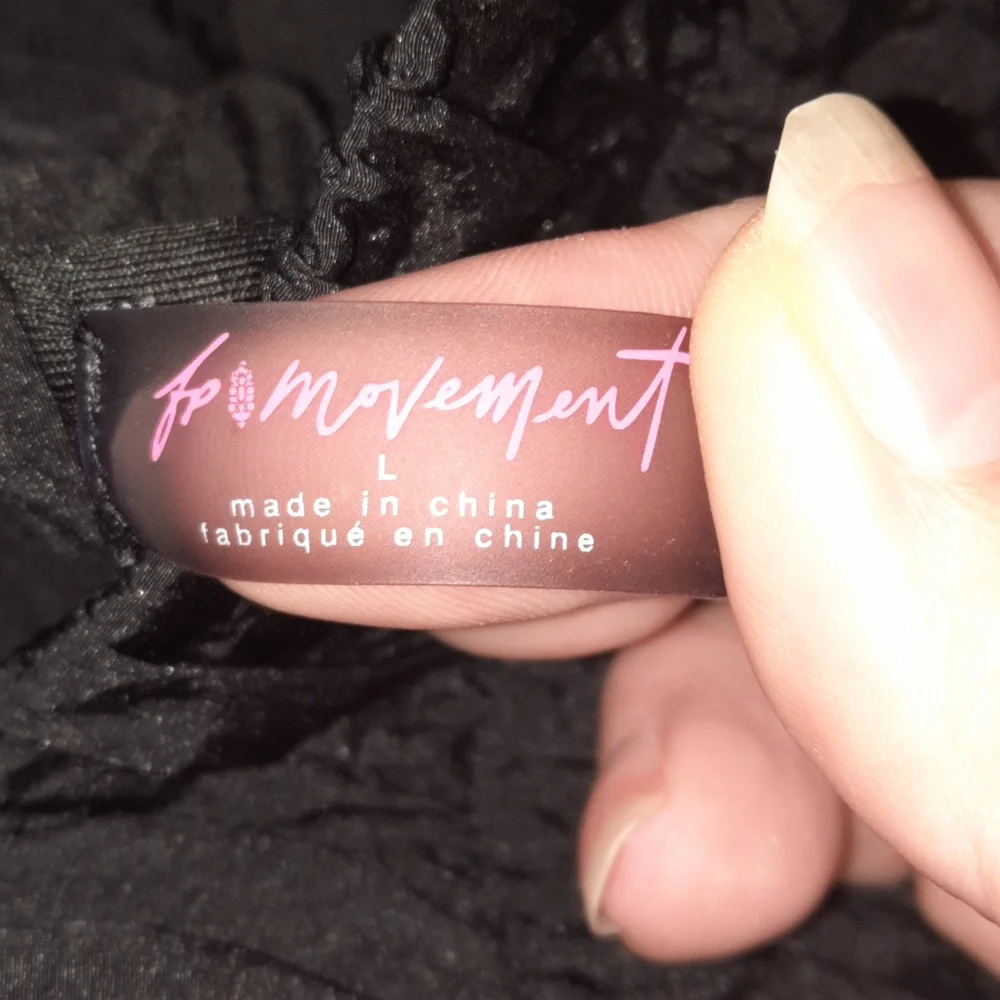 fp movement
L
made in china
fabriqué en chine